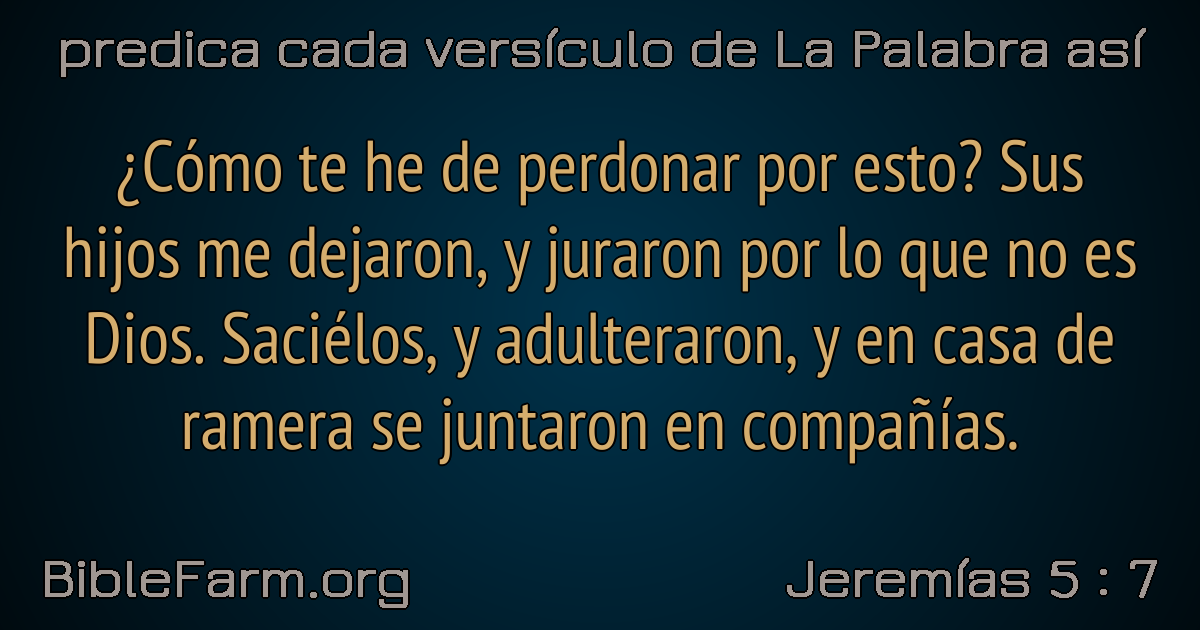 predica cada versículo de La Palabra así
¿Cómo te he de perdonar por esto? Sus
hijos me dejaron, y juraron por lo que no es
Dios. Saciélos, y adulteraron, y en casa de
ramera se juntaron en compañías.
BibleFarm.org
Jeremías 5 : 7